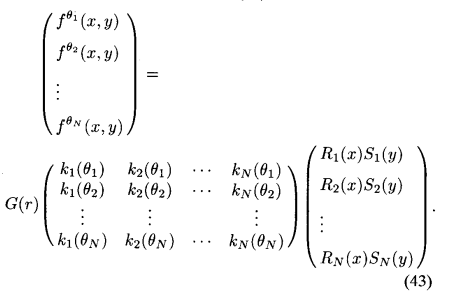 f^{θ_1}(x, y)
f^{θ_2}(x, y)
⋮
f^{θ_N}(x, y)
=
G(r)
k_1(θ_1) k_2(θ_1) ⋯ k_N(θ_1)
k_1(θ_2) k_2(θ_2) ⋯ k_N(θ_2)
⋮ ⋮ ⋮
k_1(θ_N) k_2(θ_N) ⋯ k_N(θ_N)
R_1(x)S_1(y)
R_2(x)S_2(y)
⋮
R_N(x)S_N(y)
.
(43)